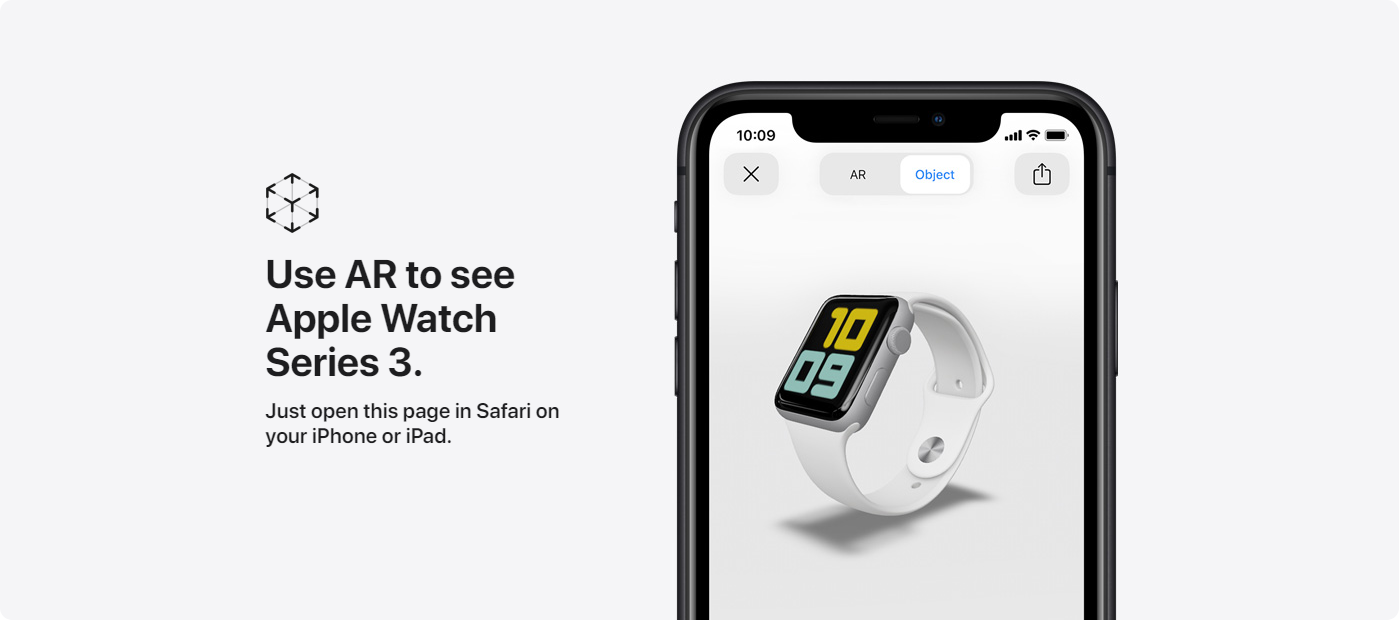 Use AR to see
Apple Watch
Series 3.
Just open this page in Safari on
your iPhone or iPad.
10:09
AR Object
10
09